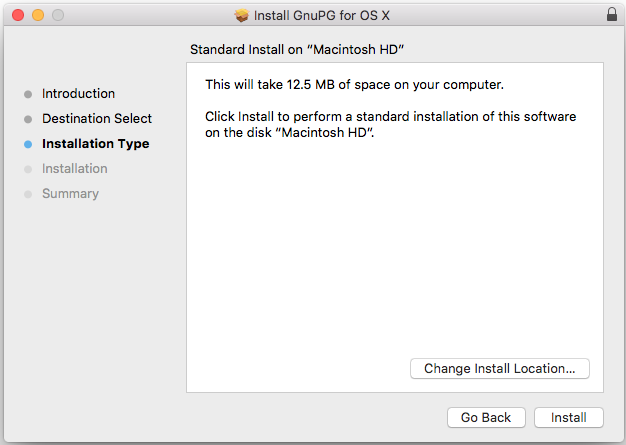 Install GnuPG for OS X
Standard Install on “Macintosh HD”
Introduction
Destination Select
Installation Type
Installation
Summary
This will take 12.5 MB of space on your computer.
Click Install to perform a standard installation of this software
on the disk “Macintosh HD”.
Change Install Location...
Go Back
Install